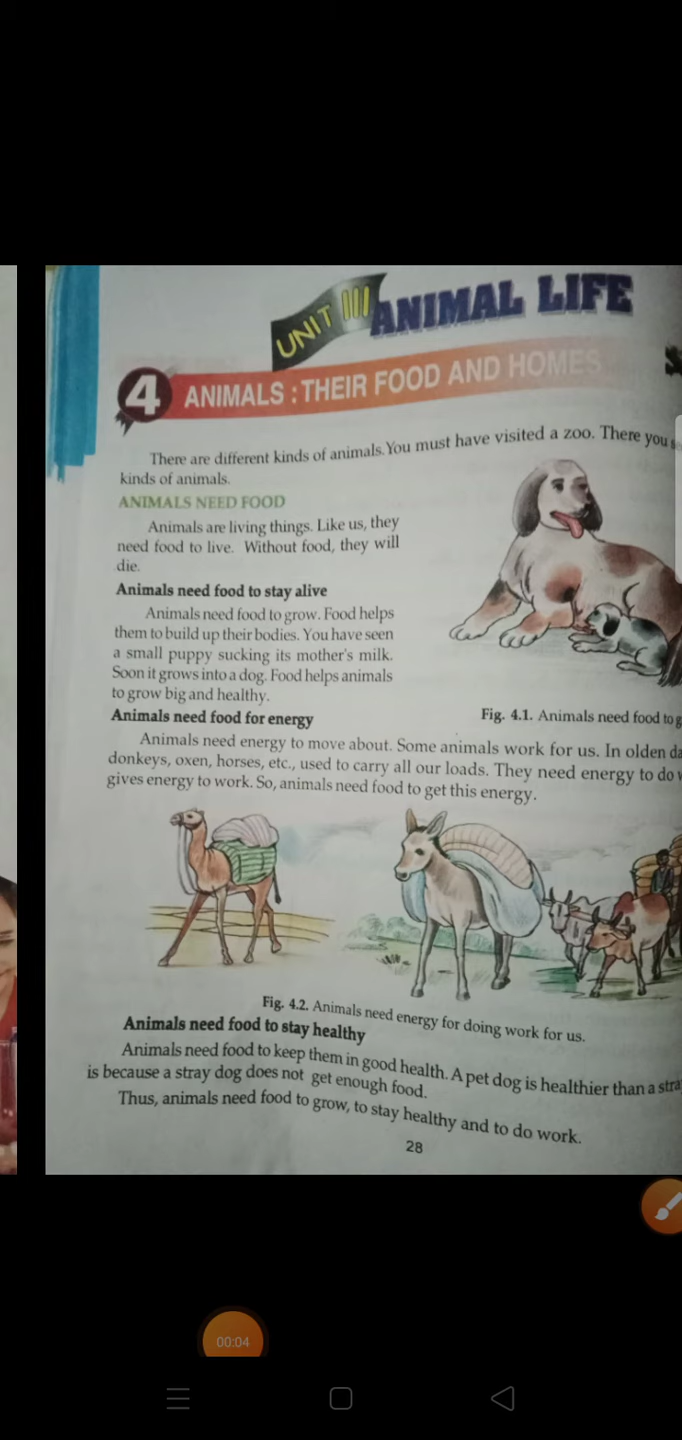 UNIT III ANIMAL LIFE
4 ANIMALS : THEIR FOOD AND HOMES
There are different kinds of animals. You must have visited a zoo. There you
kinds of animals.
ANIMALS NEED FOOD
Animals are living things. Like us, they
need food to live. Without food, they will
die.
Animals need food to stay alive
Animals need food to grow. Food helps
them to build up their bodies. You have seen
a small puppy sucking its mother's milk.
Soon it grows into a dog. Food helps animals
to grow big and healthy.
Fig. 4.1. Animals need food to g
Animals need food for energy
Animals need energy to move about. Some animals work for us. In olden da
donkeys, oxen, horses, etc., used to carry all our loads. They need energy to do
gives energy to work. So, animals need food to get this energy.
Fig. 4.2. Animals need energy for doing work for us.
Animals need food to stay healthy
Animals need food to keep them in good health. A pet dog is healthier than a stra
is because a stray dog does not get enough food.
Thus, animals need food to grow, to stay healthy and to do work.
28
00:04